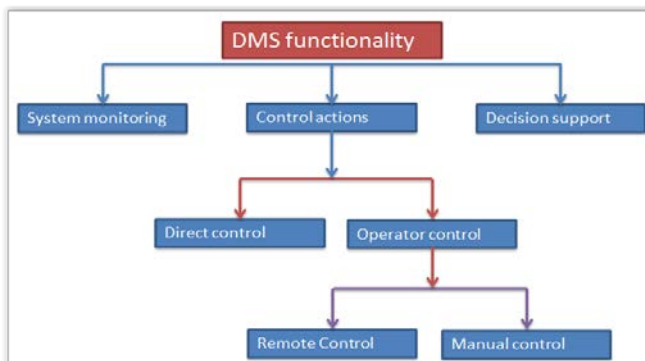 DMS functionality
System monitoring
Control actions
Decision support
Direct control
Operator control
Remote Control
Manual control